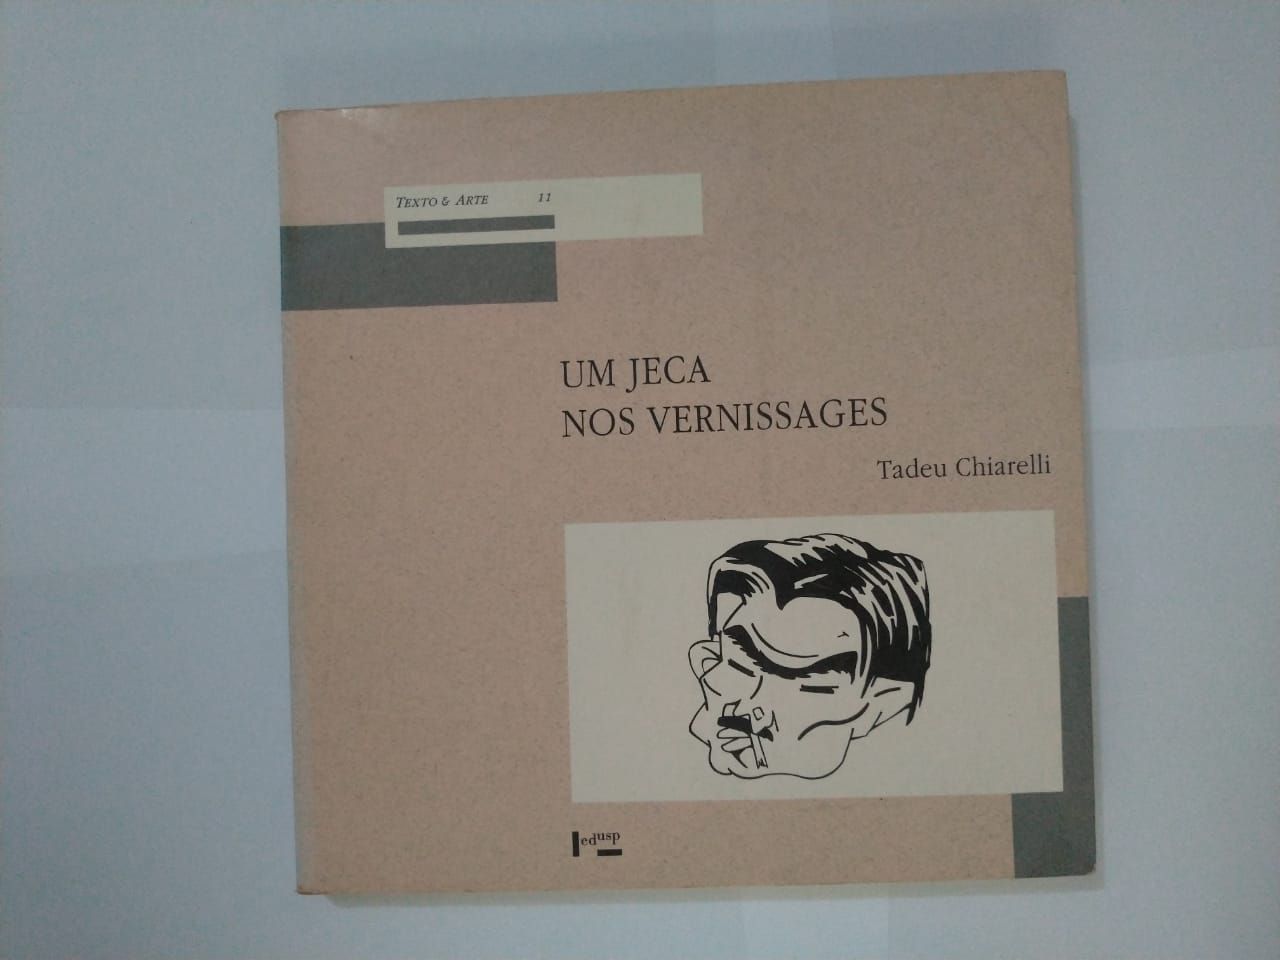 TEXTO & ARTE 11
UM JECA
NOS VERNISSAGES
Tadeu Chiarelli
edusp